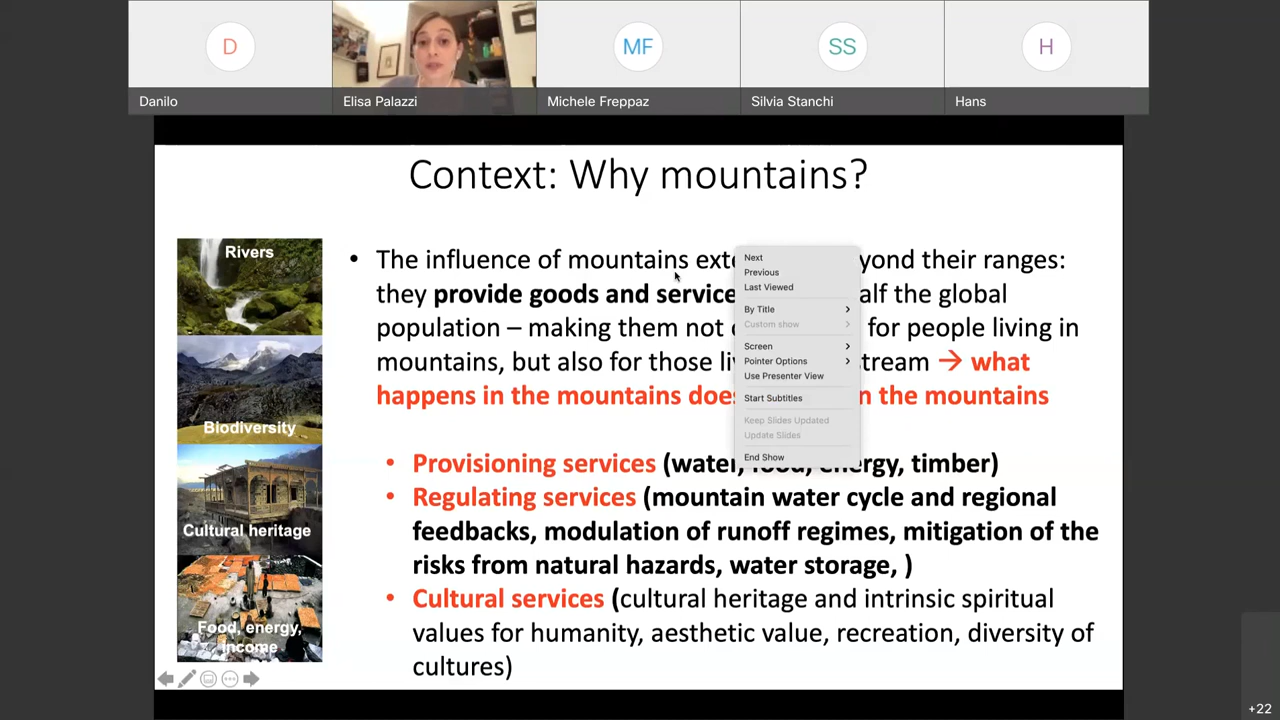 D
MF
SS
H
Danilo
Elisa Palazzi
Michele Freppaz
Silvia Stanchi
Hans
Context: Why mountains?
Rivers
Biodiversity
Cultural heritage
Food, energy,
income
• The influence of mountains exte yond their ranges:
they provide goods and service alf the global
population – making them not for people living in
mountains, but also for those li stream → what
happens in the mountains does n the mountains
• Provisioning services (water, food, energy, timber)
• Regulating services (mountain water cycle and regional
feedbacks, modulation of runoff regimes, mitigation of the
risks from natural hazards, water storage, )
• Cultural services (cultural heritage and intrinsic spiritual
values for humanity, aesthetic value, recreation, diversity of
cultures)
Next
Previous
Last Viewed
By Title
Custom show
Screen
Pointer Options
Use Presenter View
Start Subtitles
Keep Slides Updated
Update Slides
End Show
+22